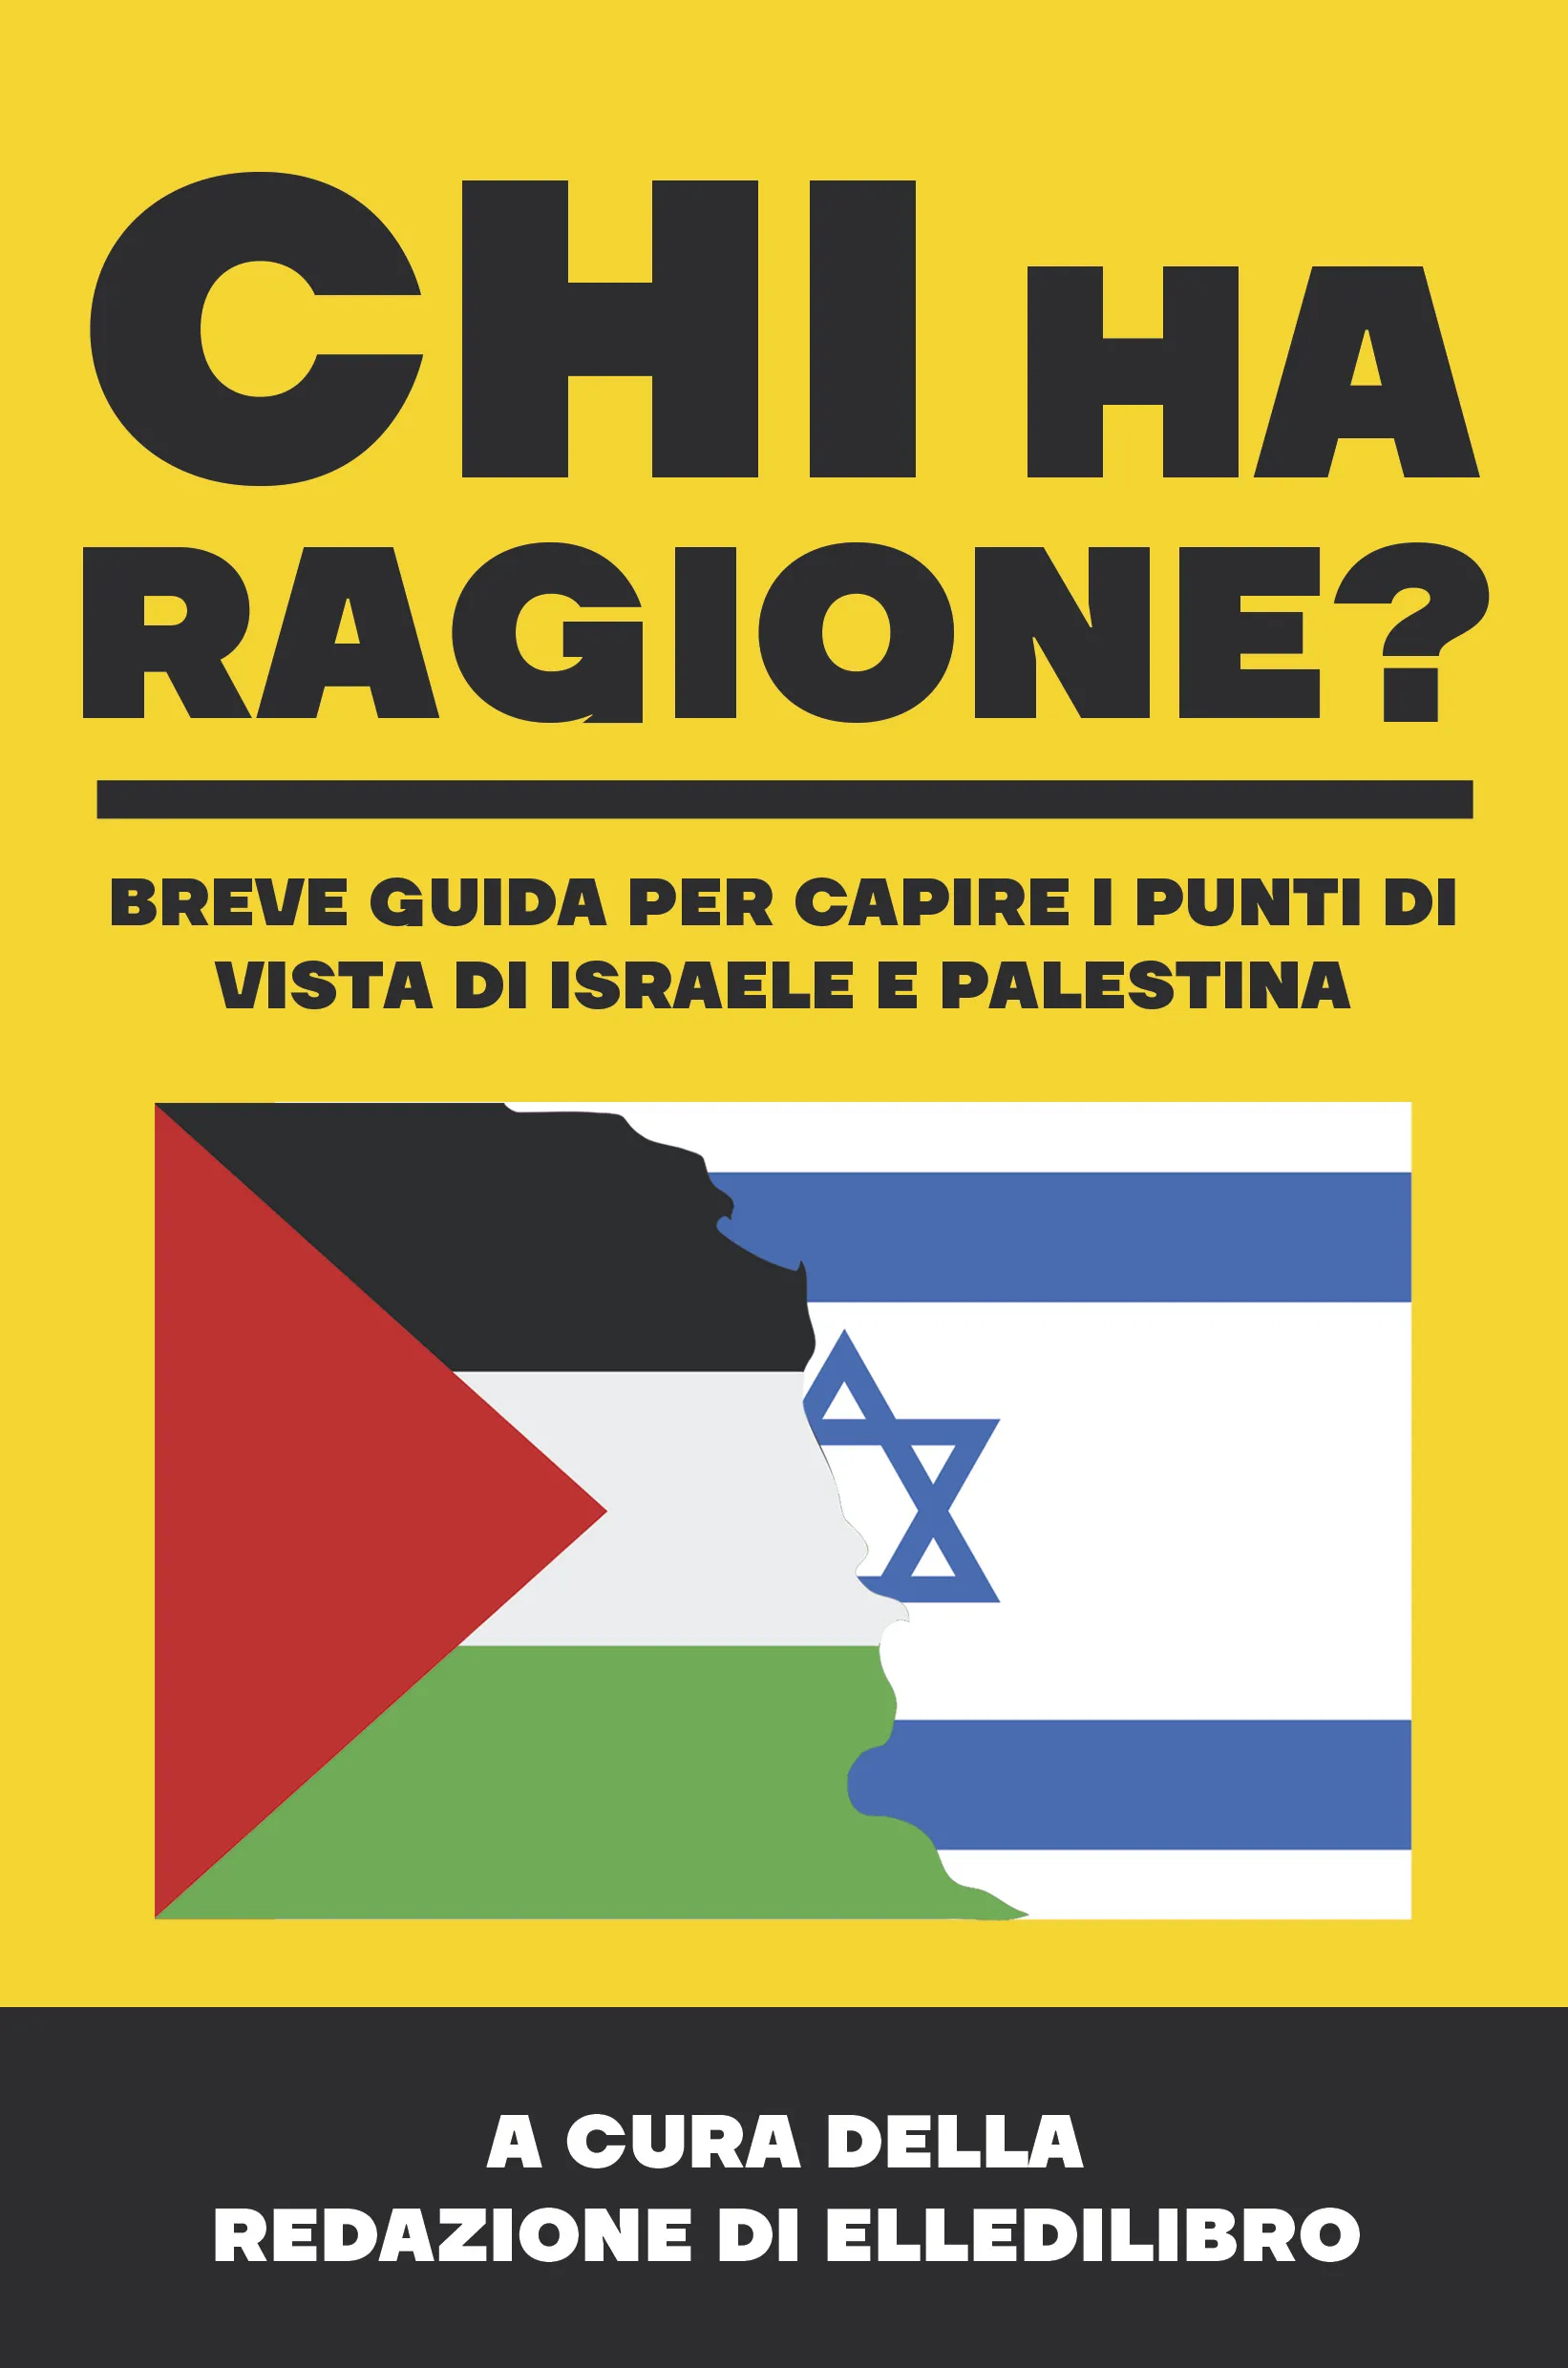 CHI HA
RAGIONE?
BREVE GUIDA PER CAPIRE I PUNTI DI
VISTA DI ISRAELE E PALESTINA
A CURA DELLA
REDAZIONE DI ELLEDILIBRO